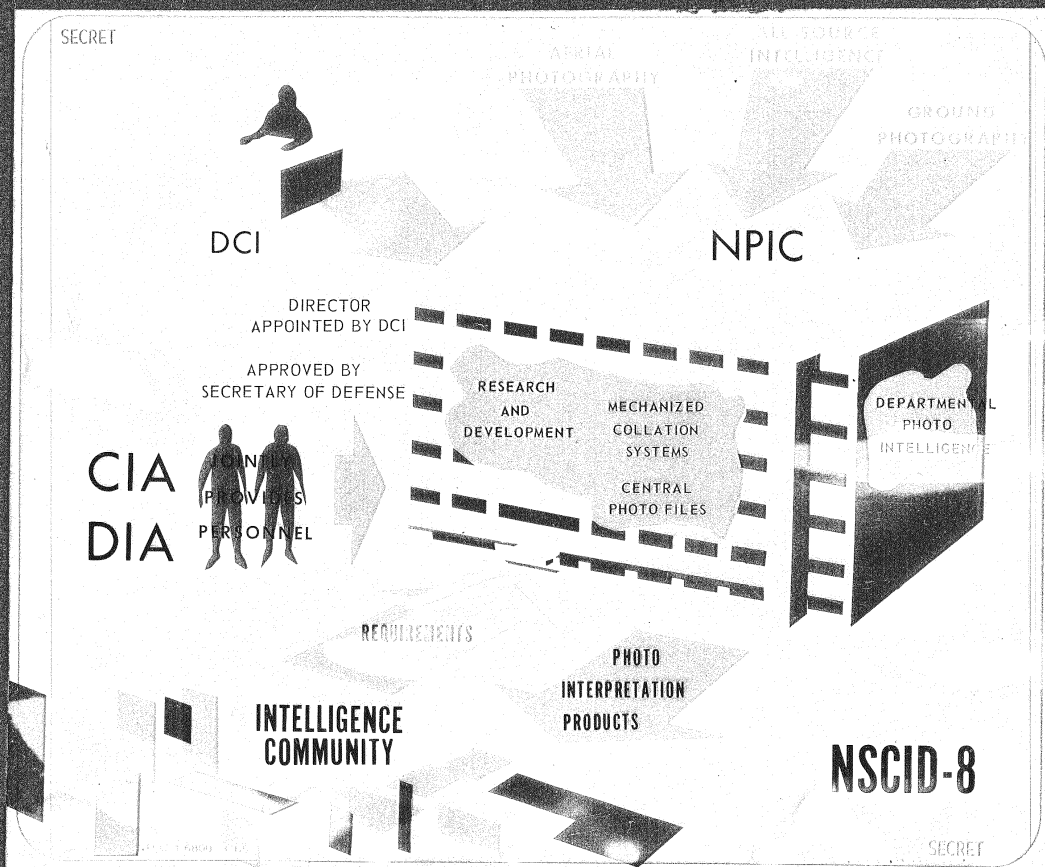 SECRET
AERIAL
PHOTOGRAPHY
ALL SOURCE
INTELLIGENCE
GROUND
PHOTOGRAPHY
DCI
NPIC
DIRECTOR
APPOINTED BY DCI
APPROVED BY
SECRETARY OF DEFENSE
RESEARCH
AND
DEVELOPMENT
MECHANIZED
COLLATION
SYSTEMS
CENTRAL
PHOTO FILES
DEPARTMENTAL
PHOTO
INTELLIGENCE
CIA
DIA
JOINTLY
PROVIDES
PERSONNEL
REQUIREMENTS
PHOTO
INTERPRETATION
PRODUCTS
INTELLIGENCE
COMMUNITY
NSCID-8
SECRET